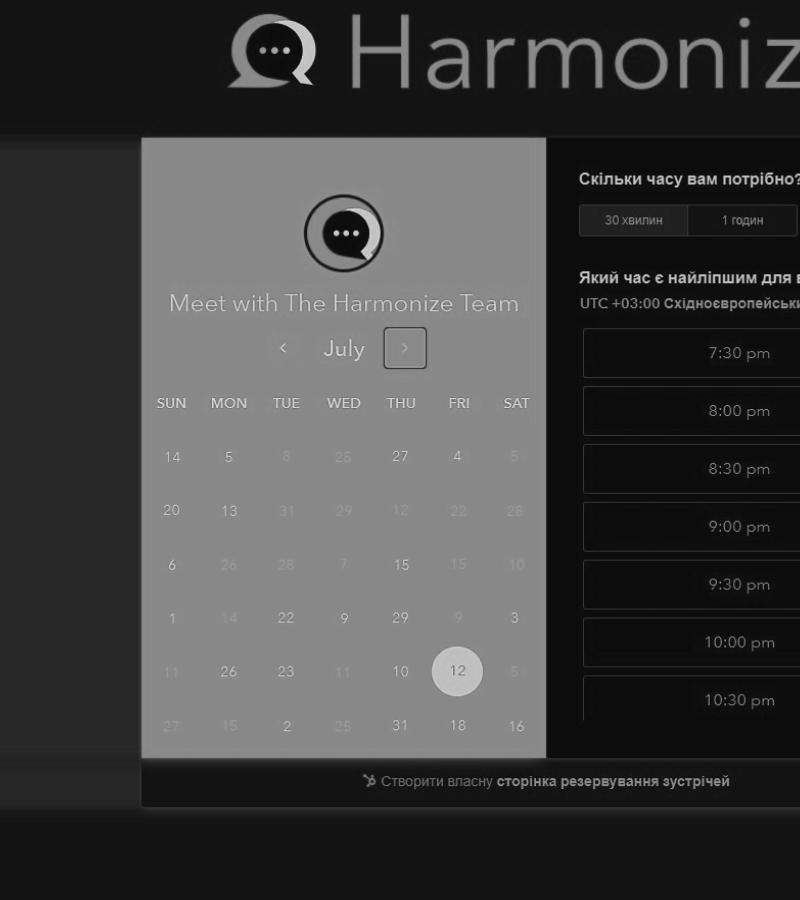 Harmoniz
Meet with The Harmonize Team
July
SUN MON TUE WED THU FRI SAT
14 5 8 25 27 4 5
20 13 31 29 12 22 28
6 26 28 7 15 15 10
1 14 22 9 29 9 3
11 26 23 11 10 12 5
27 15 2 25 31 18 16
Скільки часу вам потрібно?
30 хвилин 1 годин
Який час є найліпшим для в
UTC +03:00 Східноєвропейськи
7:30 pm
8:00 pm
8:30 pm
9:00 pm
9:30 pm
10:00 pm
10:30 pm
Створити власну сторінка резервування зустрічей